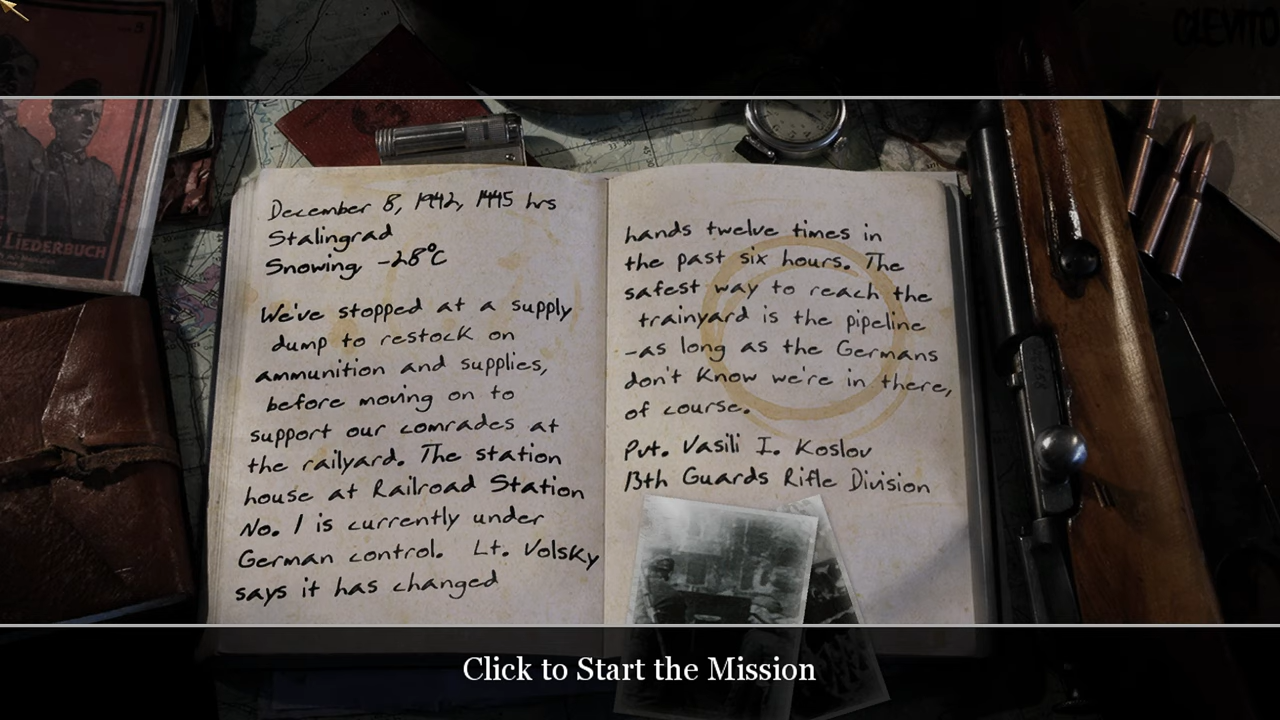 LIEDERBUCH
December 8, 1942, 1445 hrs
Stalingrad
Snowing, -28°C
We've stopped at a supply
dump to restock on
ammunition and supplies,
before moving on to
support our comrades at
the railyard. The station
house at Railroad Station
No. 1 is currently under
German control. Lt. Volsky
says it has changed
hands twelve times in
the past six hours. The
safest way to reach the
trainyard is the pipeline
-as long as the Germans
don't know we're in there,
of course.
Pvt. Vasili I. Koslov
13th Guards Rifle Division
Click to Start the Mission